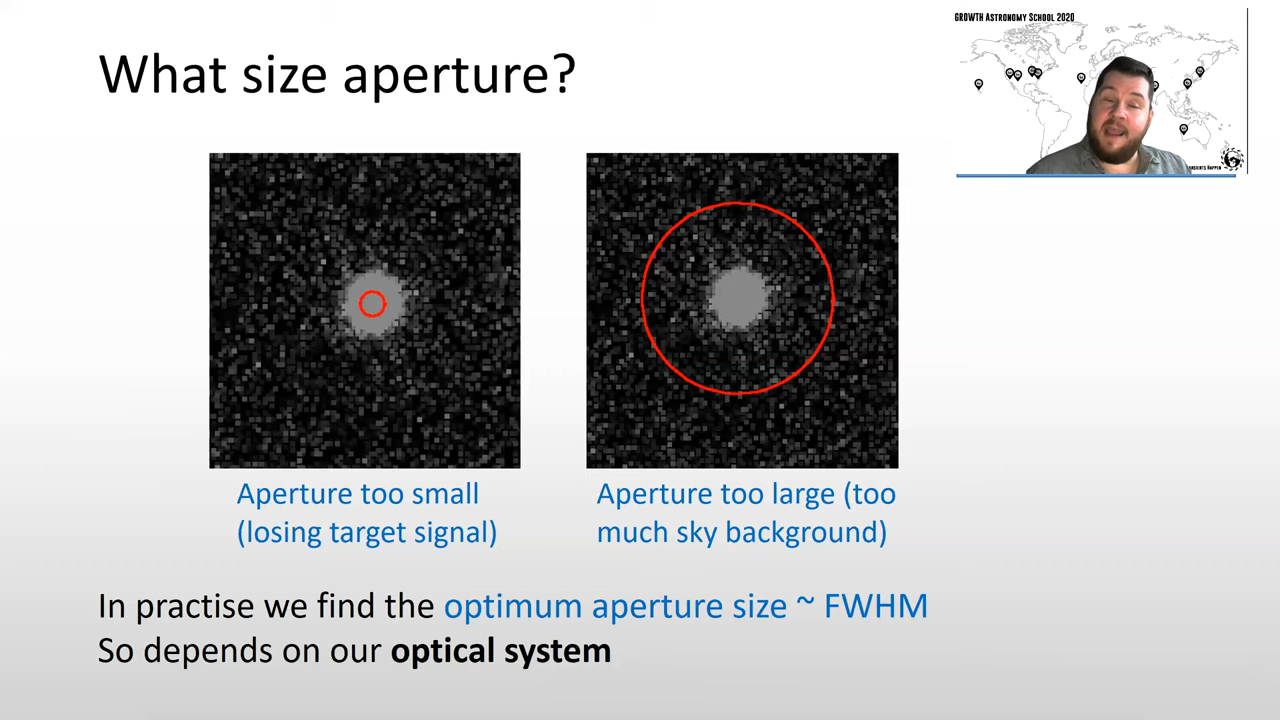 GROWTH ASTRONOMY SCHOOL 2020
What size aperture?
Aperture too small
(losing target signal)
Aperture too large (too
much sky background)
In practise we find the optimum aperture size ~ FWHM
So depends on our optical system